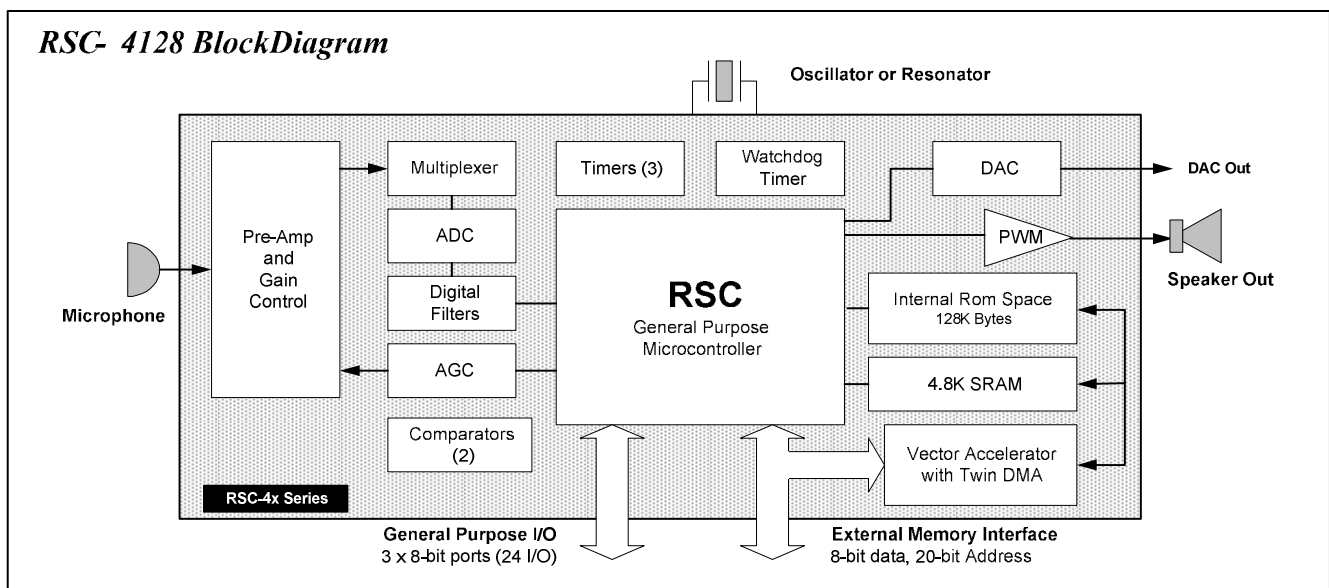 RSC- 4128 BlockDiagram
Oscillator or Resonator
Pre-Amp
and
Gain
Control
Multiplexer
ADC
Digital
Filters
AGC
Comparators
(2)
Timers (3)
Watchdog
Timer
RSC
General Purpose
Microcontroller
DAC
DAC Out
PWM
Speaker Out
Microphone
Internal Rom Space
128K Bytes
4.8K SRAM
Vector Accelerator
with Twin DMA
RSC-4x Series
General Purpose I/O
3 x 8-bit ports (24 I/O)
External Memory Interface
8-bit data, 20-bit Address